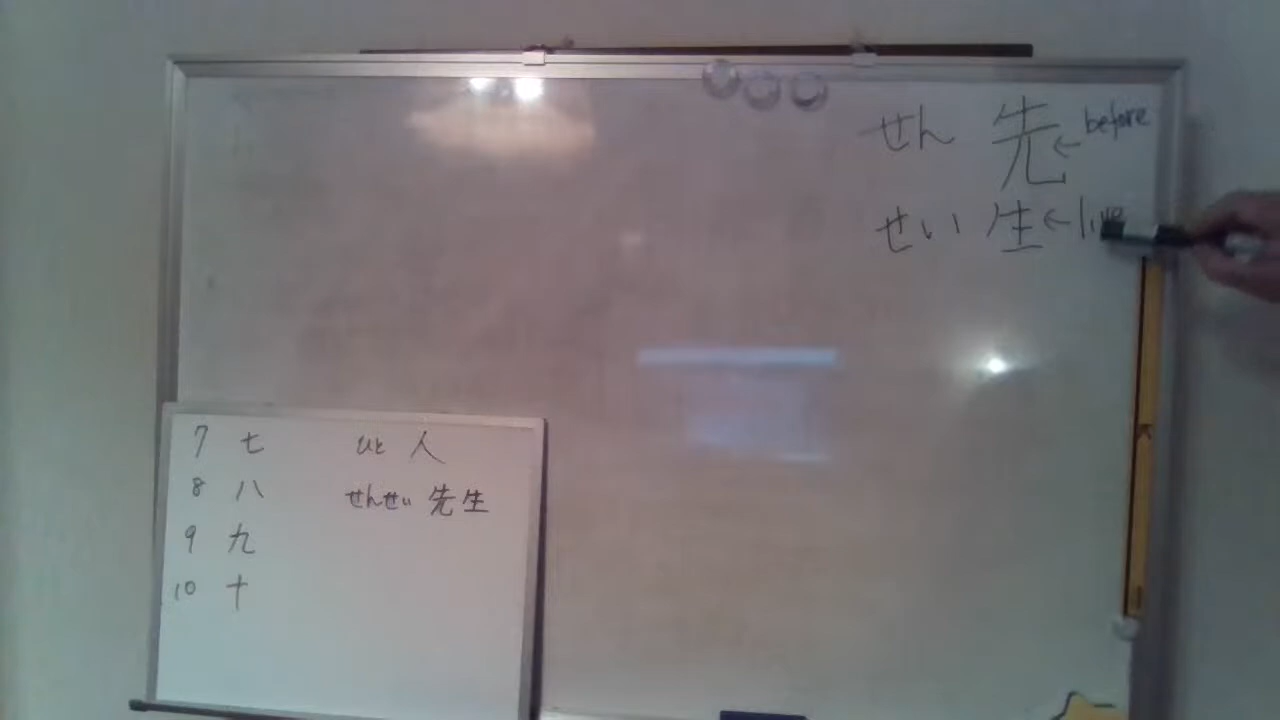 せん 先 ← before
せい 生 ← live
7 七 ひと 人
8 八 せんせい 先生
9 九
10 十